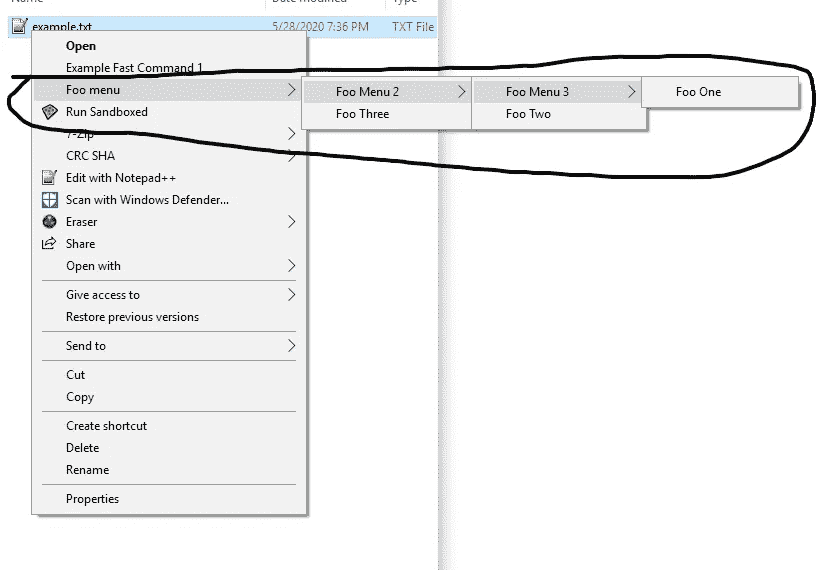 Name Date modified Type
example.txt 5/28/2020 7:36 PM TXT File
Open
Example Fast Command 1
Foo menu
Foo Menu 2
Foo Menu 3
Foo One
Foo Three
Foo Two
Run Sandboxed
7-Zip
CRC SHA
Edit with Notepad++
Scan with Windows Defender...
Eraser
Share
Open with
Give access to
Restore previous versions
Send to
Cut
Copy
Create shortcut
Delete
Rename
Properties